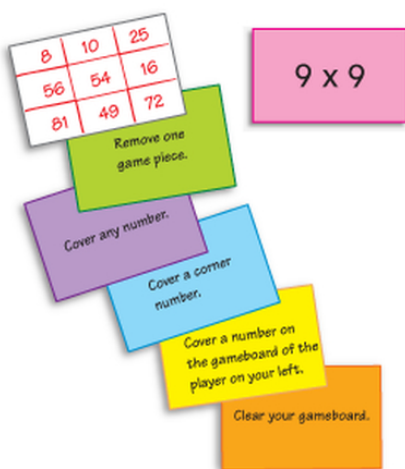 8 10 25
56 54 16
81 49 72
9 x 9
Remove one
game piece.
Cover any number.
Cover a corner
number.
Cover a number on
the gameboard of the
player on your left.
Clear your gameboard.